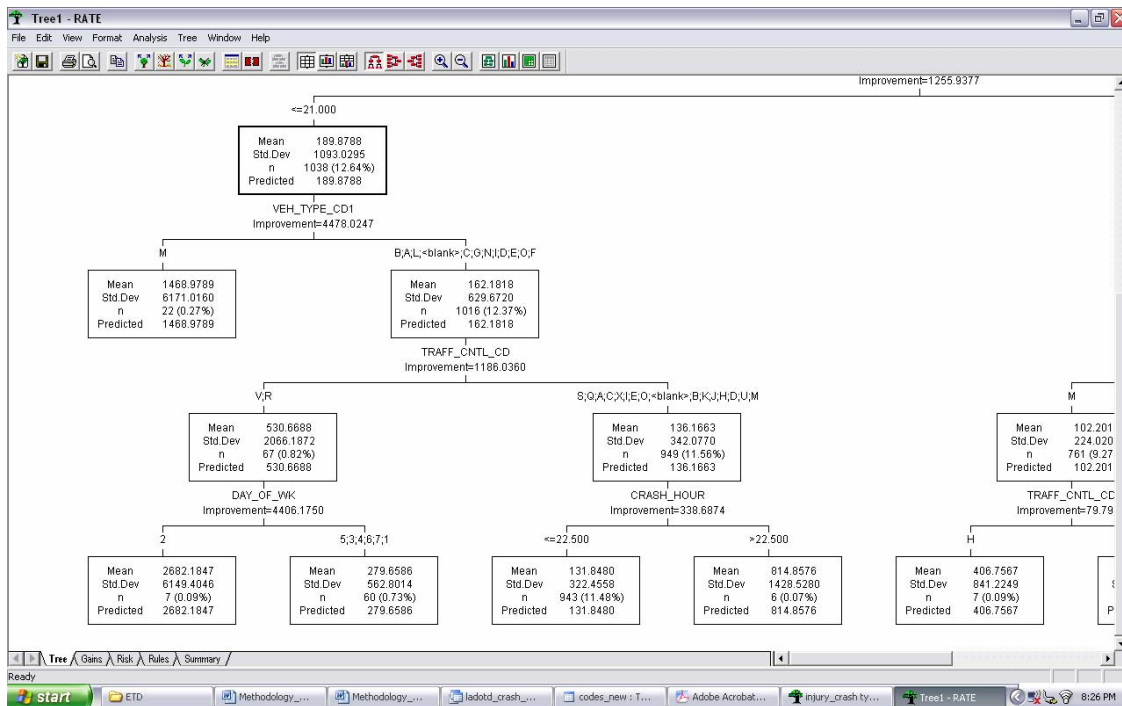 Tree1 - RATE
File Edit View Format Analysis Tree Window Help
Improvement=1255.9377
<=21.000
Mean 189.8788
Std.Dev 1093.0295
n 1038 (12.64%)
Predicted 189.8788
VEH_TYPE_CD1
Improvement=4478.0247
M
B;A;L;<blank>;C;G;N;I;D;E;O;F
Mean 1468.9789
Std.Dev 6171.0160
n 22 (0.27%)
Predicted 1468.9789
Mean 162.1818
Std.Dev 629.6720
n 1016 (12.37%)
Predicted 162.1818
TRAFF_CNTL_CD
Improvement=1186.0360
V;R
S;Q;A;C;X;I;E;O;<blank>;B;K;J;H;D;U;M
M
Mean 530.6688
Std.Dev 2066.1872
n 67 (0.82%)
Predicted 530.6688
Mean 136.1663
Std.Dev 342.0770
n 949 (11.56%)
Predicted 136.1663
Mean 102.201
Std.Dev 224.020
n 761 (9.27
Predicted 102.201
DAY_OF_WK
Improvement=4406.1750
CRASH_HOUR
Improvement=338.6874
TRAFF_CNTL_CD
Improvement=79.79
2
5;3;4;6;7;1
<=22.500
>22.500
H
Mean 2682.1847
Std.Dev 6149.4046
n 7 (0.09%)
Predicted 2682.1847
Mean 279.6586
Std.Dev 562.8014
n 60 (0.73%)
Predicted 279.6586
Mean 131.8480
Std.Dev 322.4558
n 943 (11.48%)
Predicted 131.8480
Mean 814.8576
Std.Dev 1428.5280
n 6 (0.07%)
Predicted 814.8576
Mean 406.7567
Std.Dev 841.2249
n 7 (0.09%)
Predicted 406.7567
Tree Gains Risk Rules Summary
Ready
start ETD Methodology_... Methodology_... ladotd_crash_... codes_new : T... Adobe Acrobat... injury_crash ty... Tree1 - RATE 8:26 PM